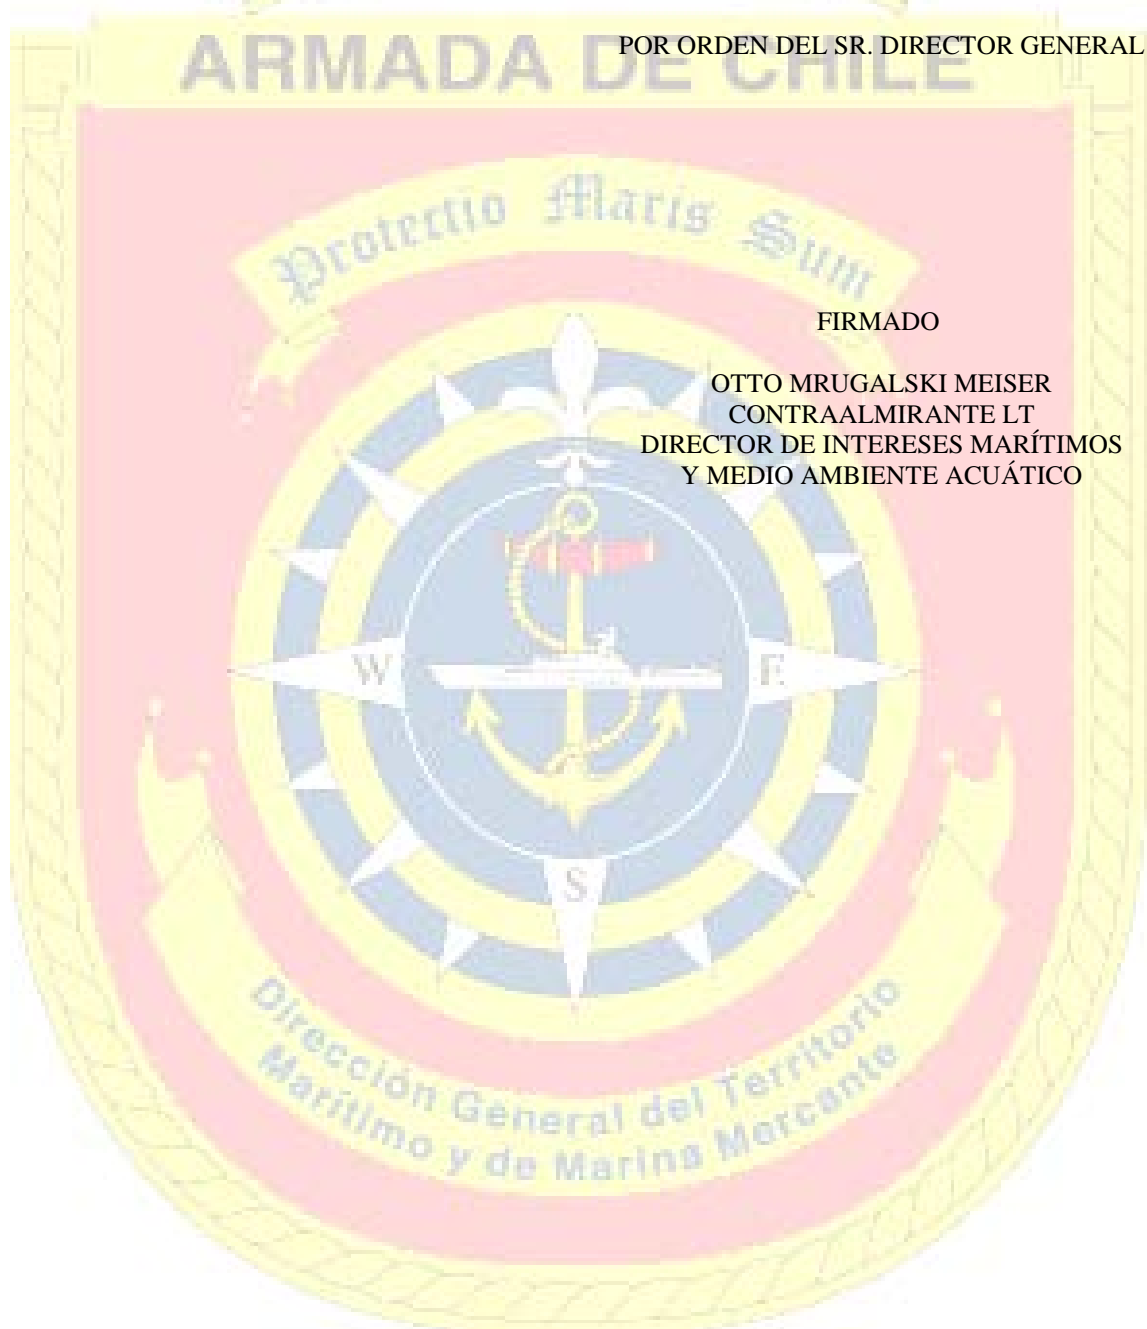 ARMADA DE CHILE
POR ORDEN DEL SR. DIRECTOR GENERAL
Protectio Maris Sum
FIRMADO
OTTO MRUGALSKI MEISER
CONTRAALMIRANTE LT
DIRECTOR DE INTERESES MARÍTIMOS
Y MEDIO AMBIENTE ACUÁTICO
W E
S
Dirección General del Territorio
Marítimo y de Marina Mercante